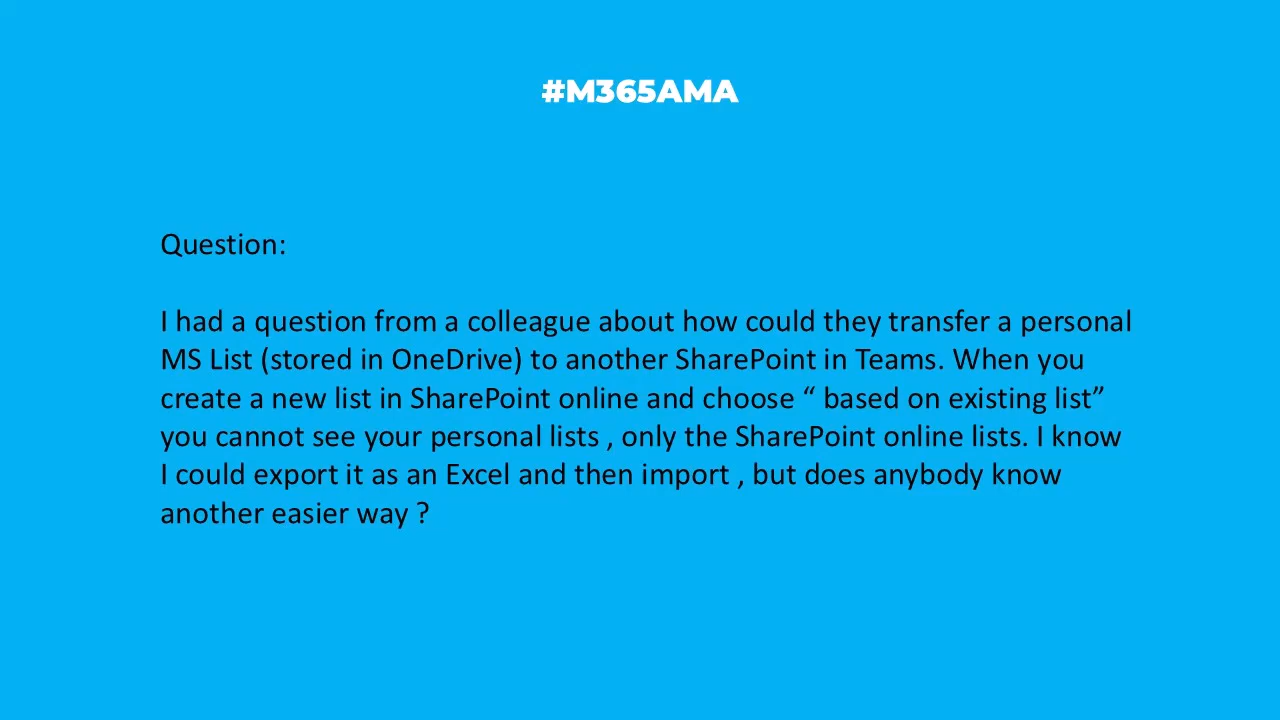 #M365AMA
Question:
I had a question from a colleague about how could they transfer a personal
MS List (stored in OneDrive) to another SharePoint in Teams. When you
create a new list in SharePoint online and choose “ based on existing list”
you cannot see your personal lists , only the SharePoint online lists. I know
I could export it as an Excel and then import , but does anybody know
another easier way ?